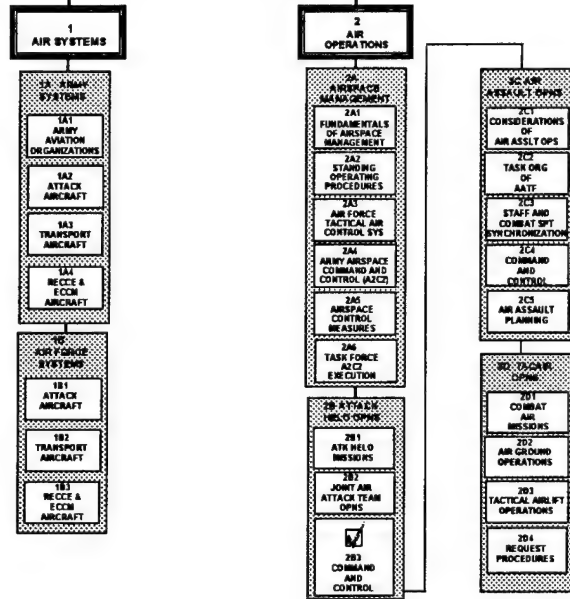 1
AIR SYSTEMS
1A ARMY
SYSTEMS
1A1
ARMY
AVIATION
ORGANIZATIONS
1A2
ATTACK
AIRCRAFT
1A3
TRANSPORT
AIRCRAFT
1A4
RECCE &
ECCM
AIRCRAFT
1B
AIR FORCE
SYSTEMS
1B1
ATTACK
AIRCRAFT
1B2
TRANSPORT
AIRCRAFT
1B3
RECCE &
ECCM
AIRCRAFT
2
AIR
OPERATIONS
2A
AIRSPACE
MANAGEMENT
2A1
FUNDAMENTALS
OF AIRSPACE
MANAGEMENT
2A2
STANDING
OPERATING
PROCEDURES
2A3
AIR FORCE
TACTICAL AIR
CONTROL SYS
2A4
ARMY AIRSPACE
COMMAND AND
CONTROL (A2C2)
2A5
AIRSPACE
CONTROL
MEASURES
2A6
TASK FORCE
A2C2
EXECUTION
2B ATTACK
HELO OPNS
2B1
ATK HELO
MISSIONS
2B2
JOINT AIR
ATTACK TEAM
OPNS
2B3
COMMAND
AND
CONTROL
2C AIR
ASSAULT OPNS
2C1
CONSIDERATIONS
OF
AIR ASSLT OPS
2C2
TASK ORG
OF
AATF
2C3
STAFF AND
COMBAT SPT
SYNCHRONIZATION
2C4
COMMAND
AND
CONTROL
2C5
AIR ASSAULT
PLANNING
2D TACAIR
OPNS
2D1
COMBAT
AIR
MISSIONS
2D2
AIR GROUND
OPERATIONS
2D3
TACTICAL AIRLIFT
OPERATIONS
2D4
REQUEST
PROCEDURES